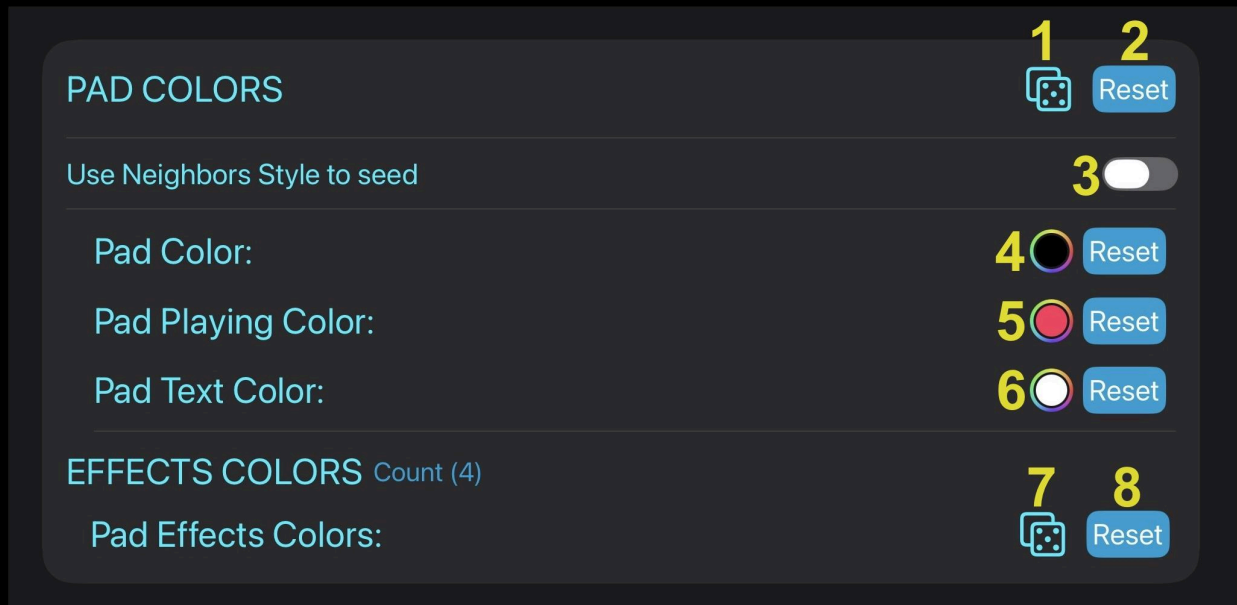 1 2
PAD COLORS Reset
Use Neighbors Style to seed 3
Pad Color: 4 Reset
Pad Playing Color: 5 Reset
Pad Text Color: 6 Reset
EFFECTS COLORS Count (4)
7 8
Pad Effects Colors: Reset